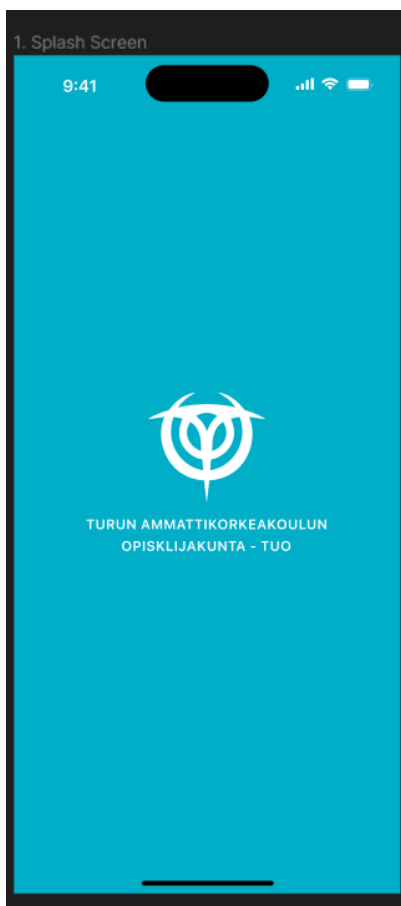 1. Splash Screen
9:41
TURUN AMMATTIKORKEAKOULUN
OPISKLIJAKUNTA - TUO